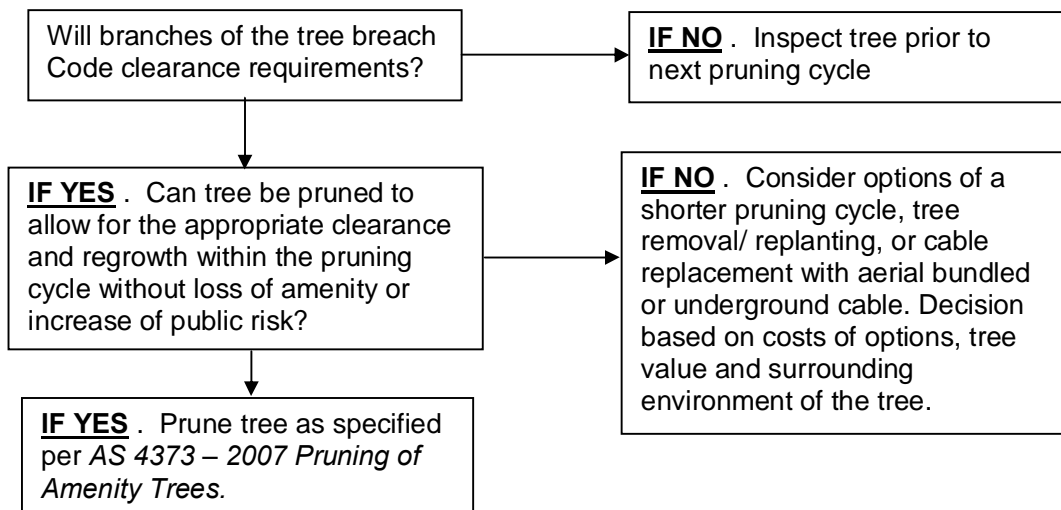 Will branches of the tree breach
Code clearance requirements?
IF NO . Inspect tree prior to
next pruning cycle
IF YES . Can tree be pruned to
allow for the appropriate clearance
and regrowth within the pruning
cycle without loss of amenity or
increase of public risk?
IF NO . Consider options of a
shorter pruning cycle, tree
removal/ replanting, or cable
replacement with aerial bundled
or underground cable. Decision
based on costs of options, tree
value and surrounding
environment of the tree.
IF YES . Prune tree as specified
per AS 4373 – 2007 Pruning of
Amenity Trees.